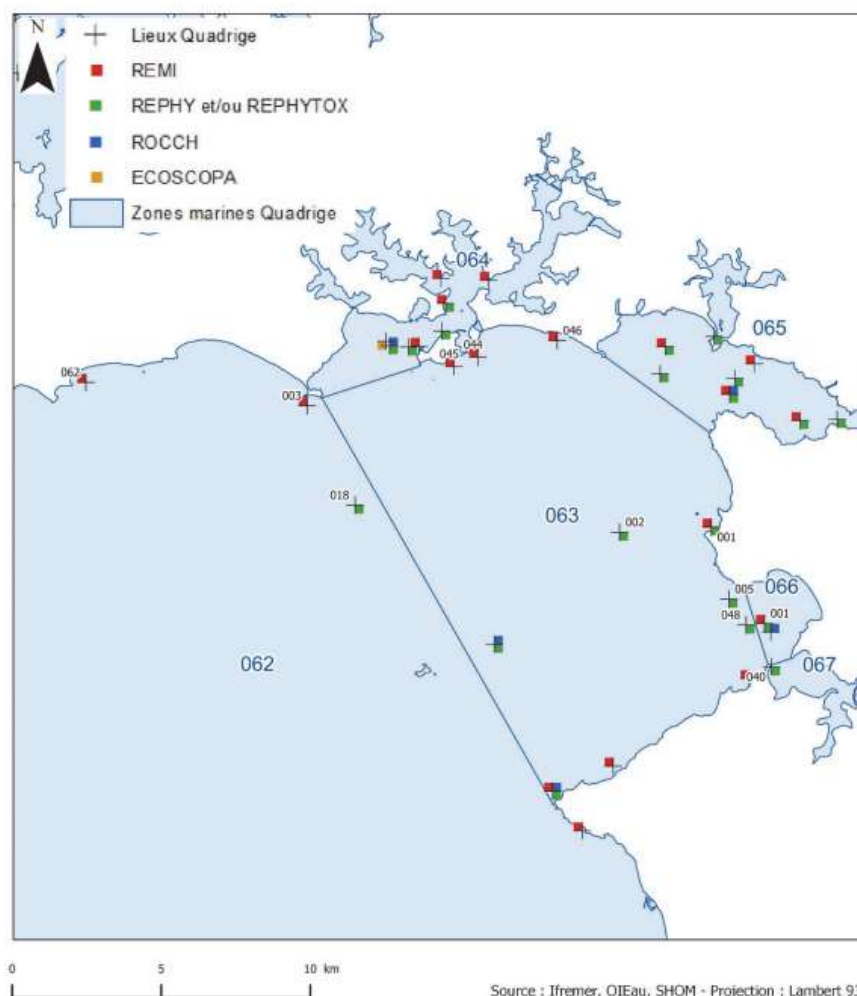 N
Lieux Quadrige
REMI
REPHY et/ou REPHYTOX
ROCCH
ECOSCOPA
Zones marines Quadrige
064
065
046
044
045
062
003
018
063
002
001
005
066
048
001
062
067
040
0 5 10 km
Source : Ifremer, OIEau, SHOM - Projection : Lambert 93